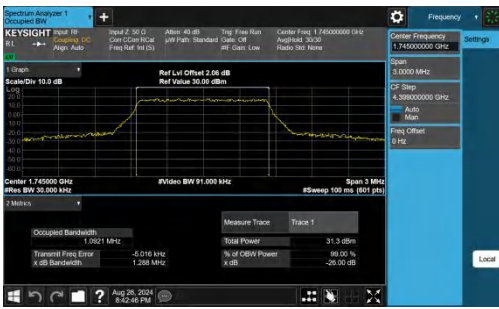 Spectrum Analyzer 1
Occupied BW
+
Frequency
KEYSIGHT Input: RF
Coupling: DC
Align: Auto
Input Z: 50 Ω
Corr CCorr RCal
Freq Ref: Int (S)
Atten: 40 dB
µW Path: Standard
Trig: Free Run
Gate: Off
#IF Gain: Low
Center Freq: 1.745000000 GHz
Avg|Hold: 30/30
Radio Std: None
Center Frequency
1.745000000 GHz
Settings
Span
3.0000 MHz
CF Step
4.398000000 GHz
Auto
Man
Freq Offset
0 Hz
1 Graph
Scale/Div 10.0 dB
Ref Lvl Offset 2.06 dB
Ref Value 30.00 dBm
Log
Center 1.745000 GHz
#Res BW 30.000 kHz
#Video BW 91.000 kHz
Span 3 MHz
#Sweep 100 ms (601 pts)
2 Metrics
Measure Trace Trace 1
Occupied Bandwidth
1.0921 MHz
Total Power 31.3 dBm
Transmit Freq Error -5.016 kHz
% of OBW Power 99.00 %
x dB Bandwidth 1.288 MHz
x dB -26.00 dB
Local
?
Aug 26, 2024
8:42:46 PM